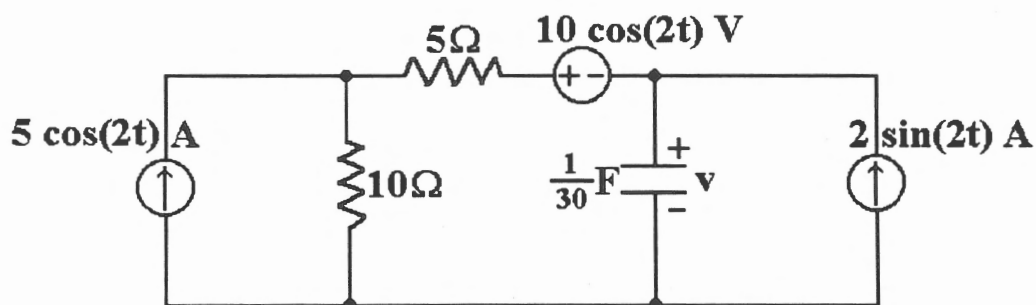 10 cos(2t) V
5Ω
+ -
5 cos(2t) A
10Ω
1/30 F
+
v
-
2 sin(2t) A